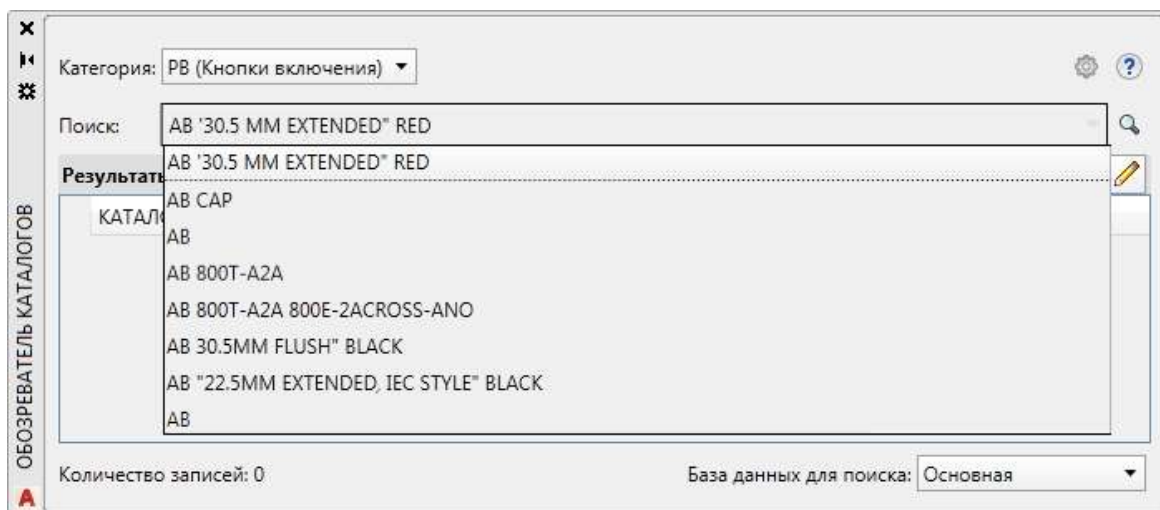 Категория: PB (Кнопки включения)
Поиск: AB '30.5 MM EXTENDED" RED
AB '30.5 MM EXTENDED" RED
Результать
AB CAP
КАТАЛО
AB
AB 800T-A2A
AB 800T-A2A 800E-2ACROSS-ANO
AB 30.5MM FLUSH" BLACK
AB "22.5MM EXTENDED, IEC STYLE" BLACK
AB
Количество записей: 0 База данных для поиска: Основная
ОБОЗРЕВАТЕЛЬ КАТАЛОГОВ